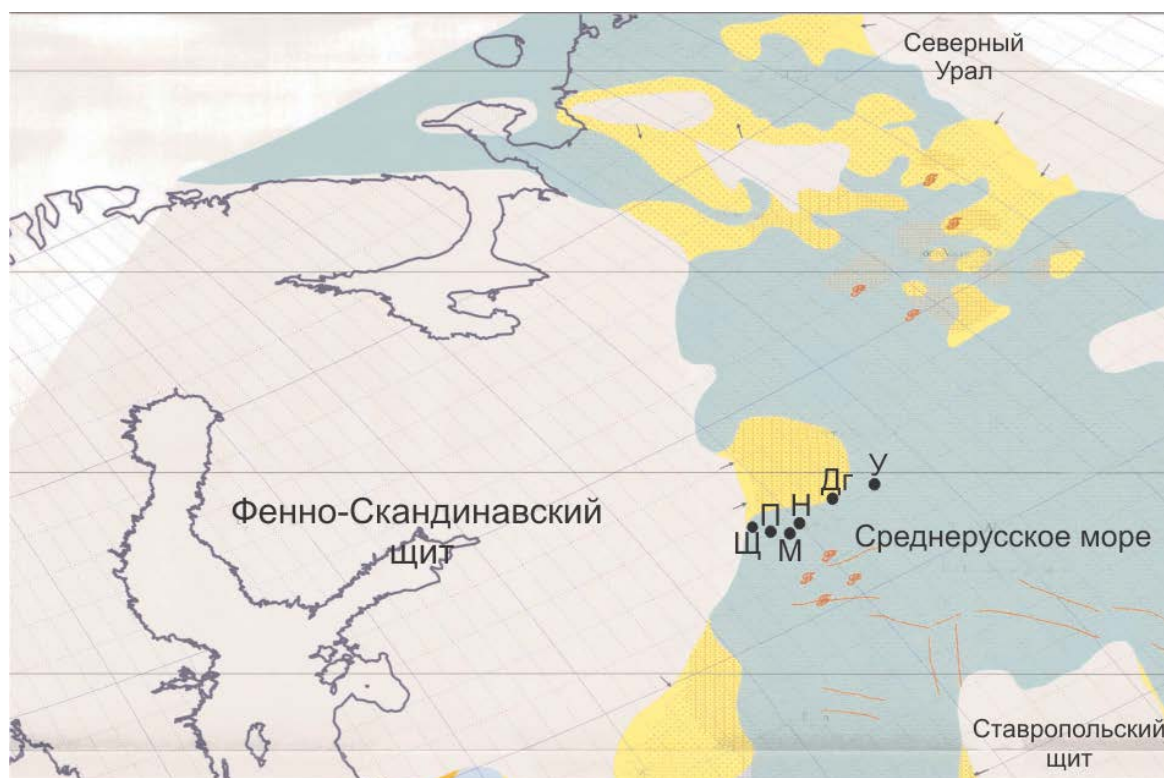 Северный
Урал
Фенно-Скандинавский
щит
У
Дг
Н
П
Щ
М
Среднерусское море
Ставропольский
щит